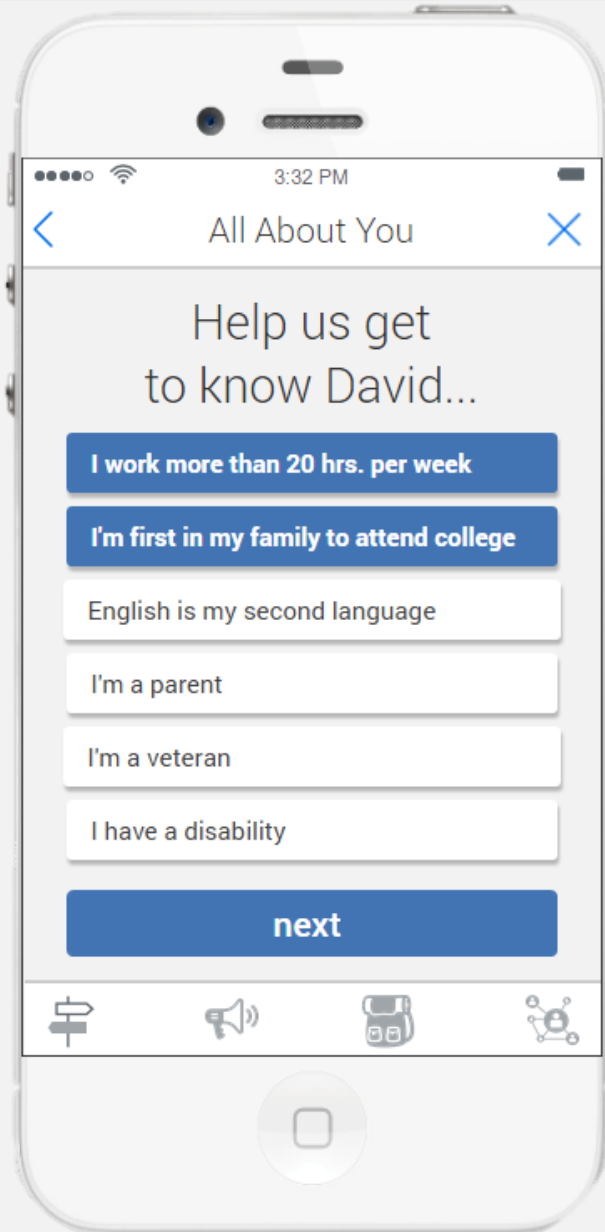 3:32 PM
All About You
Help us get
to know David...
I work more than 20 hrs. per week
I'm first in my family to attend college
English is my second language
I'm a parent
I'm a veteran
I have a disability
next